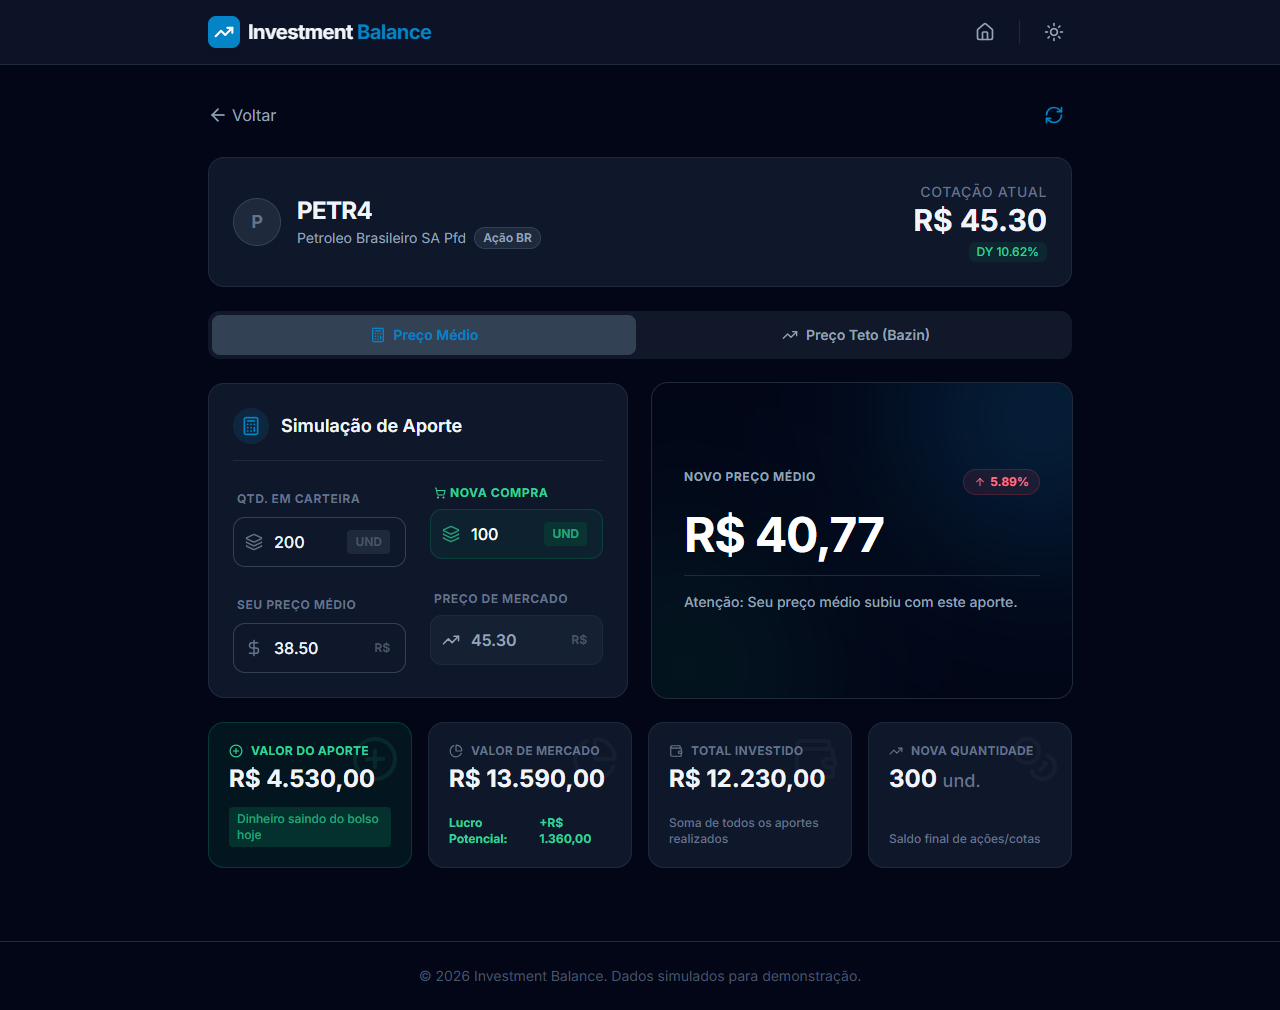 Investment Balance
Voltar
P
PETR4
Petroleo Brasileiro SA Pfd
Ação BR
COTAÇÃO ATUAL
R$ 45.30
DY 10.62%
Preço Médio
Preço Teto (Bazin)
Simulação de Aporte
QTD. EM CARTEIRA
200
UND
NOVA COMPRA
100
UND
SEU PREÇO MÉDIO
38.50
R$
PREÇO DE MERCADO
45.30
R$
NOVO PREÇO MÉDIO
5.89%
R$ 40,77
Atenção: Seu preço médio subiu com este aporte.
VALOR DO APORTE
R$ 4.530,00
Dinheiro saindo do bolso
hoje
VALOR DE MERCADO
R$ 13.590,00
Lucro
Potencial:
+R$
1.360,00
TOTAL INVESTIDO
R$ 12.230,00
Soma de todos os aportes
realizados
NOVA QUANTIDADE
300 und.
Saldo final de ações/cotas
© 2026 Investment Balance. Dados simulados para demonstração.